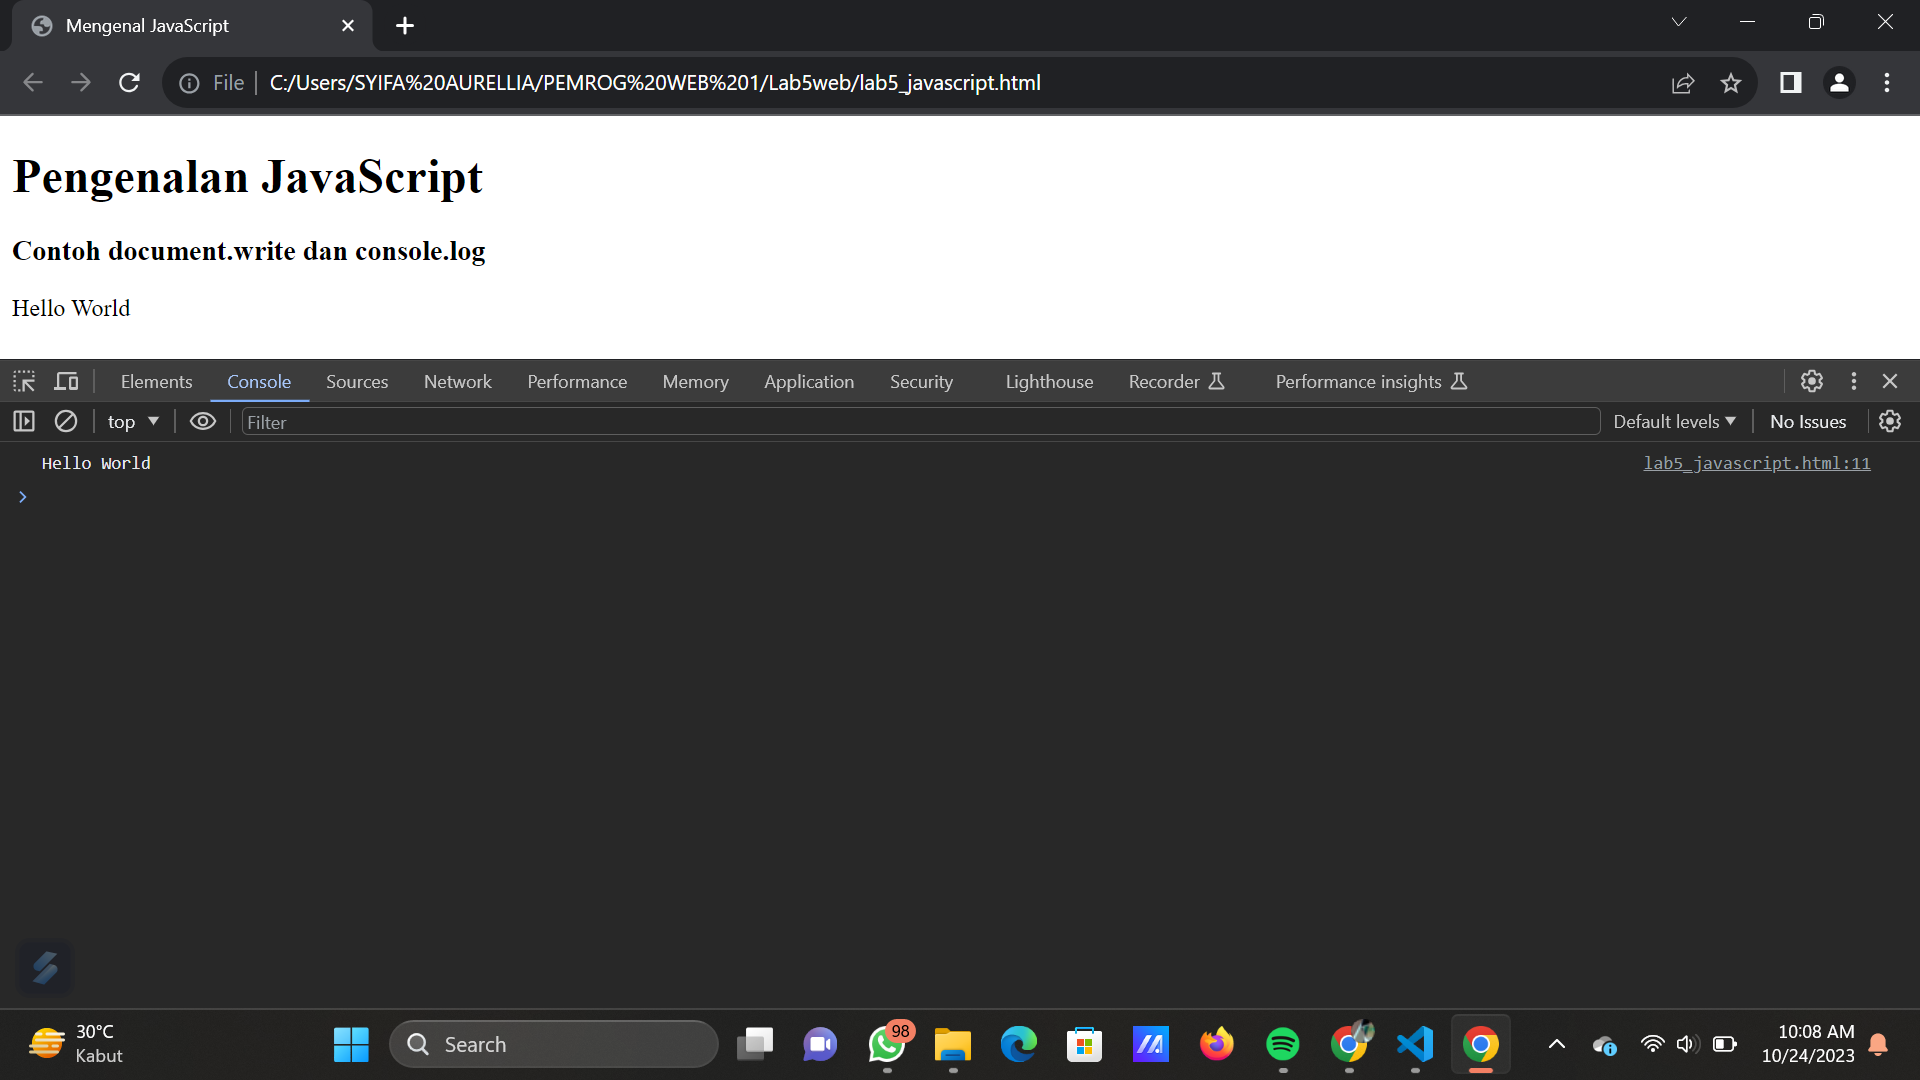 Mengenal JavaScript
File C:/Users/SYIFA%20AURELLIA/PEMROG%20WEB%201/Lab5web/lab5_javascript.html
Pengenalan JavaScript
Contoh document.write dan console.log
Hello World
Elements Console Sources Network Performance Memory Application Security Lighthouse Recorder Performance insights
top Filter Default levels No Issues
Hello World lab5_javascript.html:11
30°C
Kabut
Search
98
10:08 AM
10/24/2023